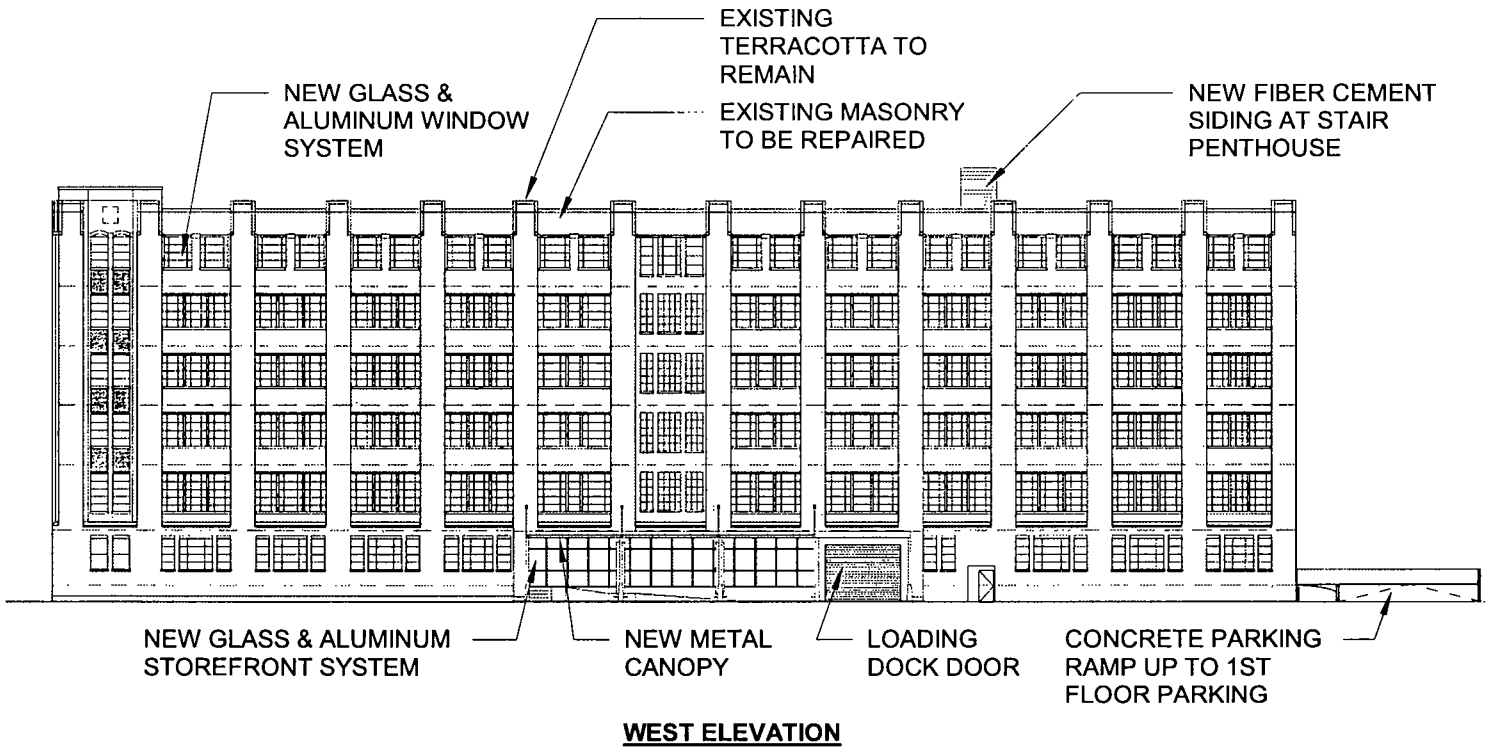 EXISTING
TERRACOTTA TO
REMAIN
NEW GLASS &
ALUMINUM WINDOW
SYSTEM
EXISTING MASONRY
TO BE REPAIRED
NEW FIBER CEMENT
SIDING AT STAIR
PENTHOUSE
NEW GLASS & ALUMINUM
STOREFRONT SYSTEM
NEW METAL
CANOPY
LOADING
DOCK DOOR
CONCRETE PARKING
RAMP UP TO 1ST
FLOOR PARKING
WEST ELEVATION